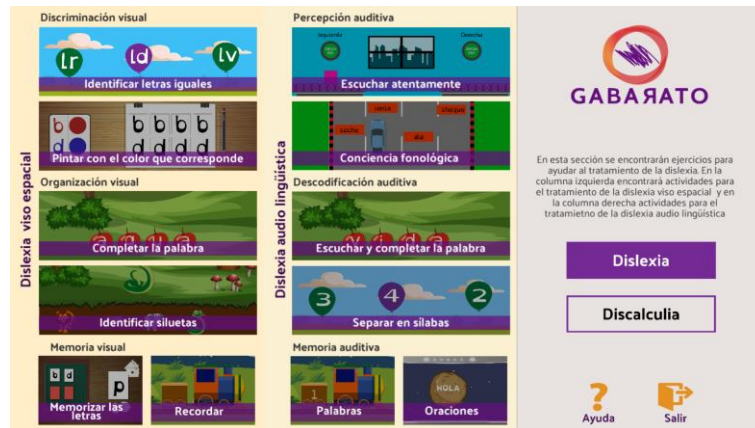 Discriminación visual
lr
ld
lv
Identificar letras iguales
b
d
b d b d
Pintar con el color que corresponde
Organización visual
agua
Completar la palabra
Identificar siluetas
Memoria visual
b d
p
Memorizar las
letras
Recordar
Dislexia viso espacial
Percepción auditiva
Izquierda
Derecha
Escuchar atentamente
Conciencia fonológica
Descodificación auditiva
vida
Escuchar y completar la palabra
3
4
2
Separar en sílabas
Memoria auditiva
1
Palabras
HOLA
Oraciones
Dislexia audio lingüística
GABAЯATO
En esta sección se encontrarán ejercicios para
ayudar al tratamiento de la dislexia. En la
columna izquierda encontrará actividades para
el tratamiento de la dislexia viso espacial y en
la columna derecha actividades para el
tratamietno de la dislexia audio lingüística
Dislexia
Discalculia
?
Ayuda
Salir